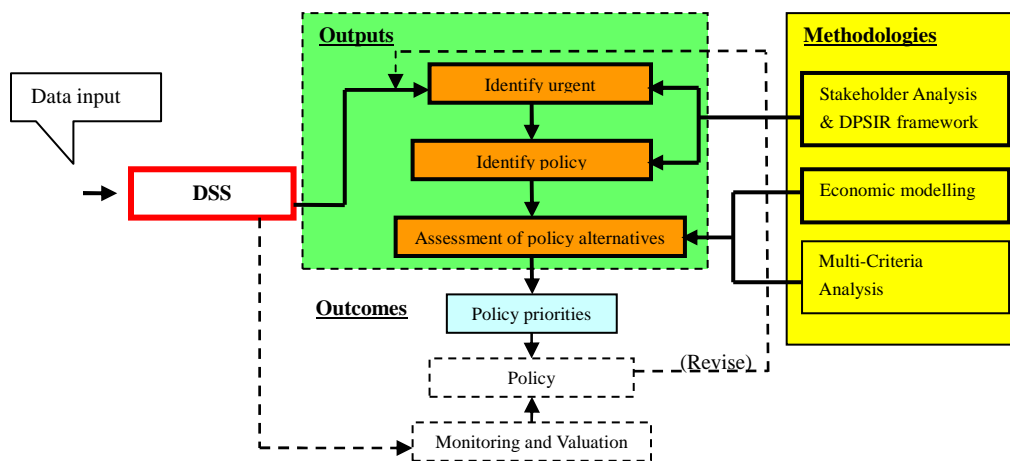 Outputs
Methodologies
Data input
Identify urgent
Stakeholder Analysis
& DPSIR framework
Identify policy
DSS
Economic modelling
Assessment of policy alternatives
Multi-Criteria
Analysis
Outcomes
Policy priorities
(Revise)
Policy
Monitoring and Valuation